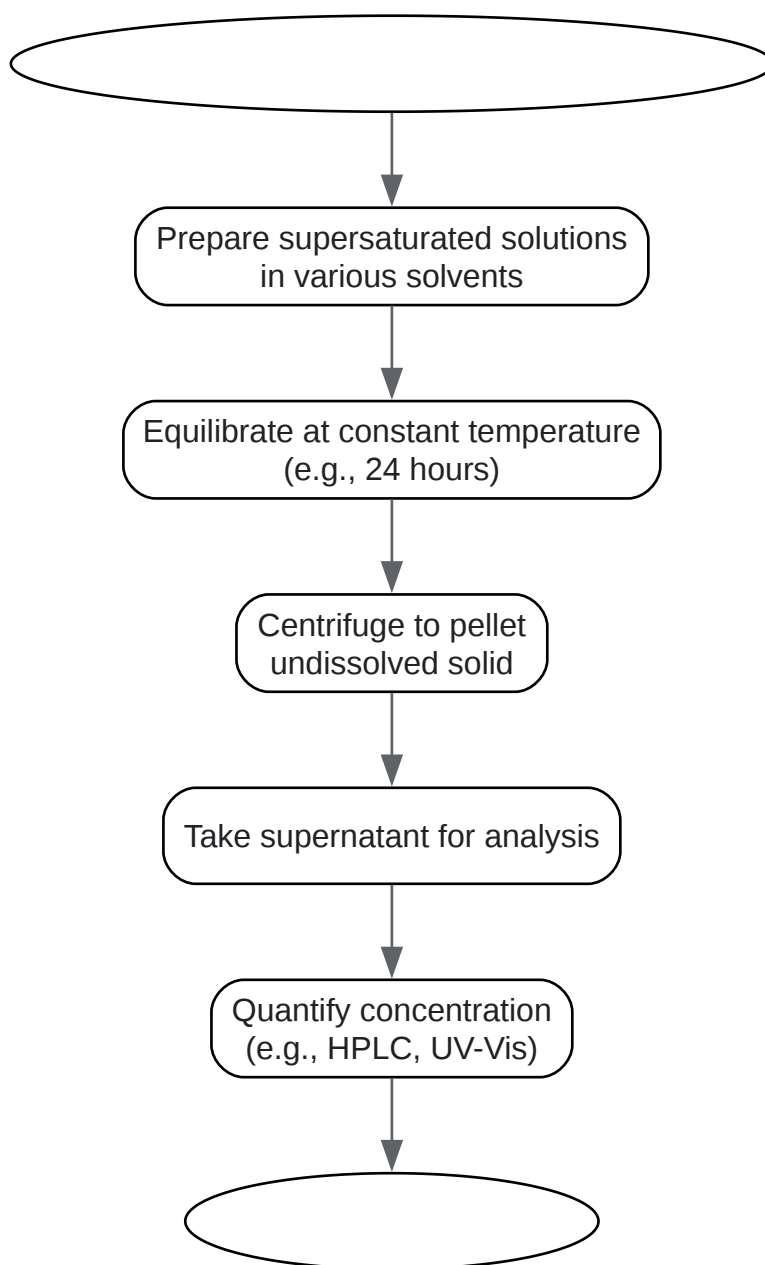 Prepare supersaturated solutions
in various solvents
Equilibrate at constant temperature
(e.g., 24 hours)
Centrifuge to pellet
undissolved solid
Take supernatant for analysis
Quantify concentration
(e.g., HPLC, UV-Vis)